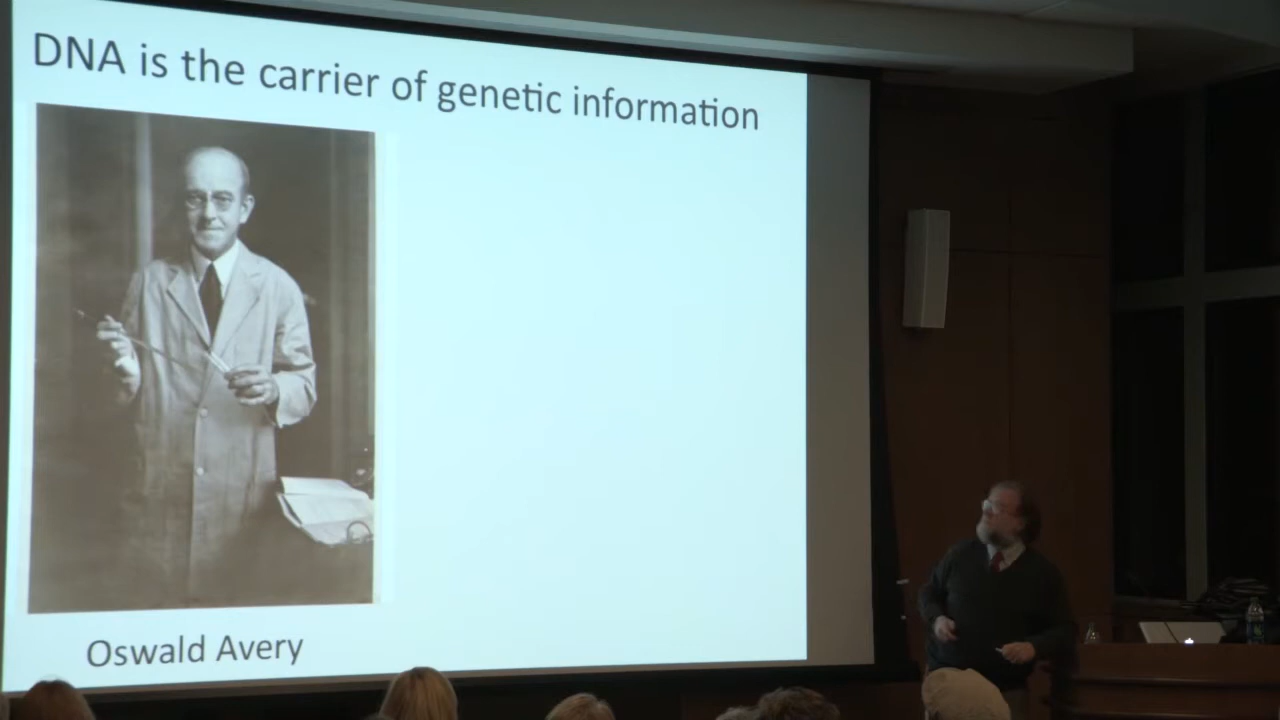 DNA is the carrier of genetic information
Oswald Avery